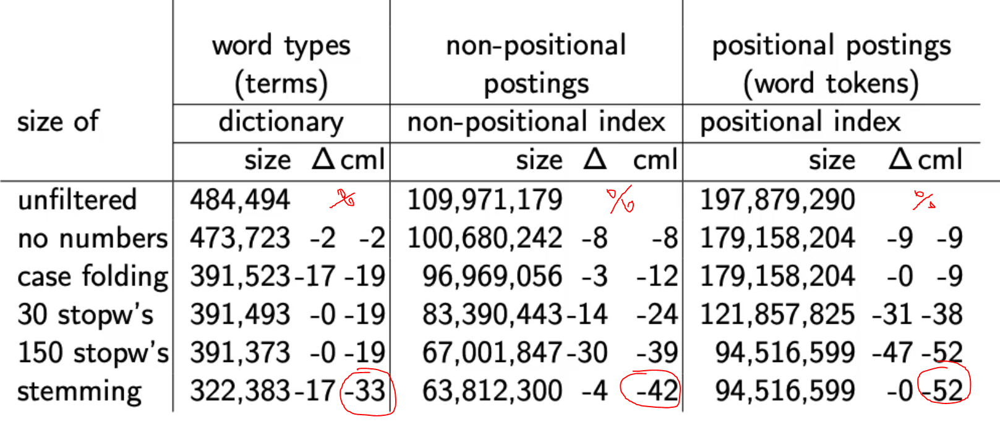 word types non-positional positional postings
(terms) postings (word tokens)
size of dictionary non-positional index positional index
size Δ cml size Δ cml size Δ cml
unfiltered 484,494 % 109,971,179 % 197,879,290 %
no numbers 473,723 -2 -2 100,680,242 -8 -8 179,158,204 -9 -9
case folding 391,523 -17 -19 96,969,056 -3 -12 179,158,204 -0 -9
30 stopw's 391,493 -0 -19 83,390,443 -14 -24 121,857,825 -31 -38
150 stopw's 391,373 -0 -19 67,001,847 -30 -39 94,516,599 -47 -52
stemming 322,383 -17 -33 63,812,300 -4 -42 94,516,599 -0 -52